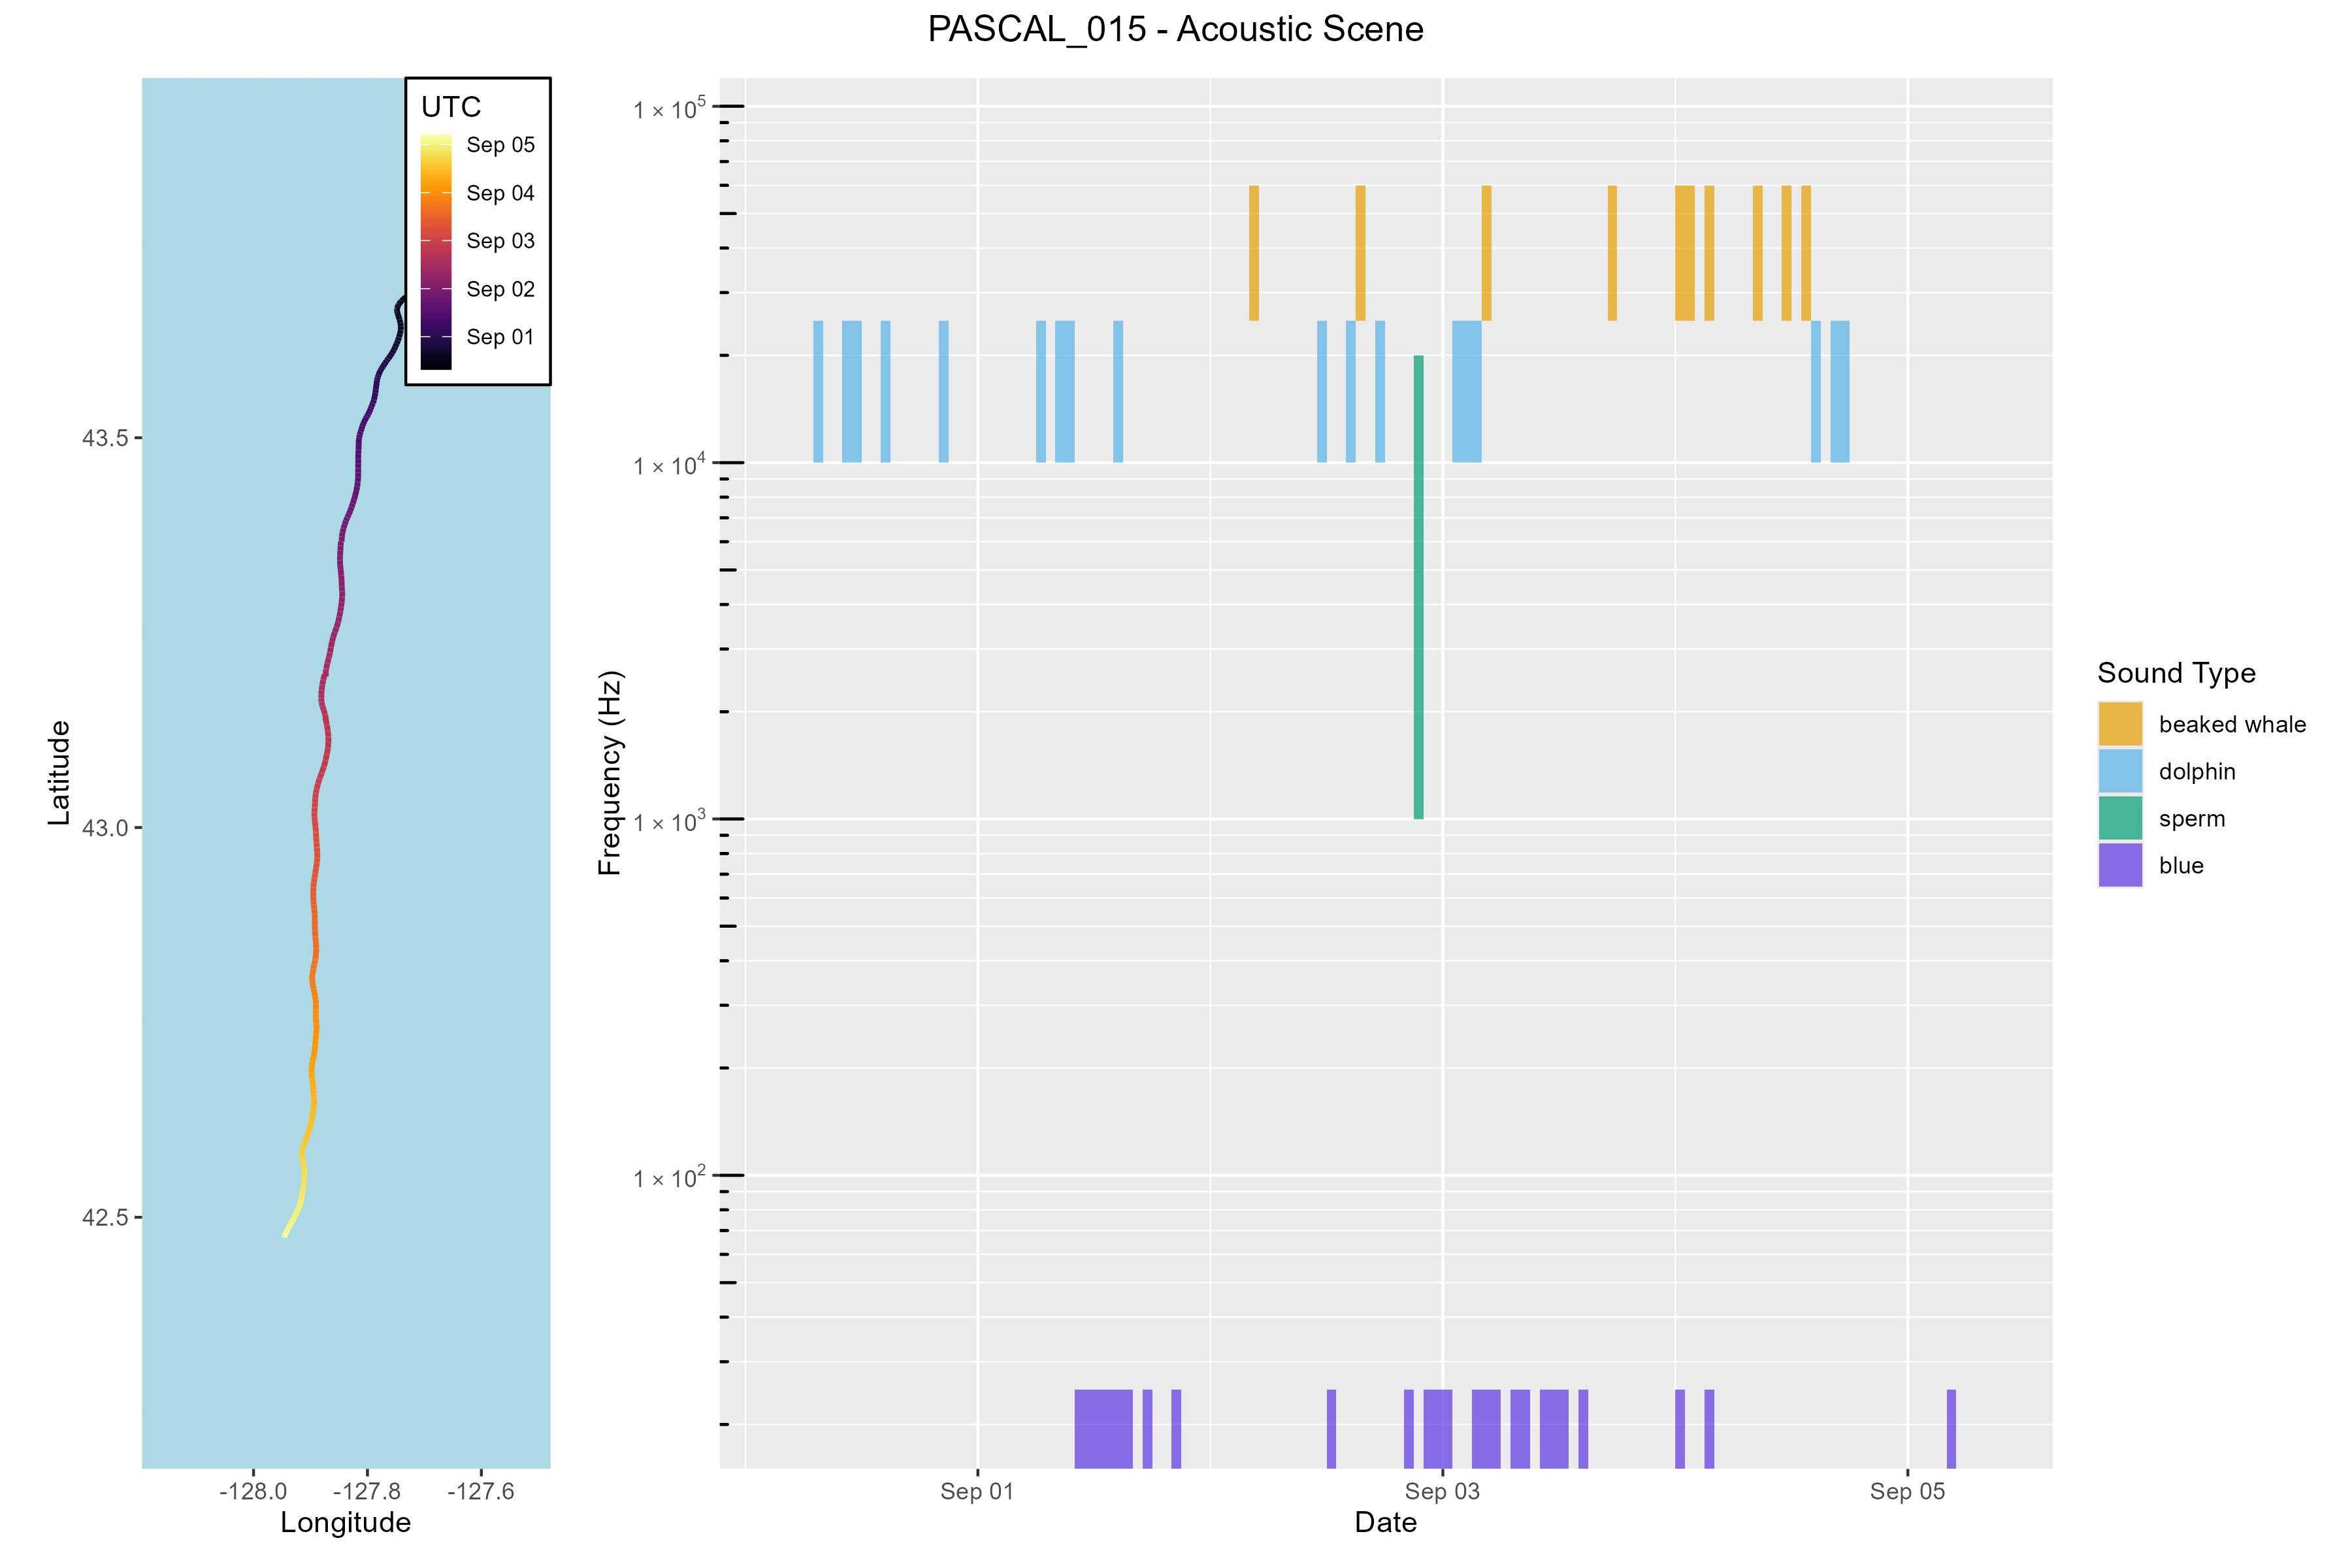 PASCAL_015 - Acoustic Scene
UTC
Sep 05
Sep 04
Sep 03
Sep 02
Sep 01
43.5
43.0
42.5
Latitude
-128.0 -127.8 -127.6
Longitude
1 × 10⁵
1 × 10⁴
1 × 10³
1 × 10²
Frequency (Hz)
Sep 01 Sep 03 Sep 05
Date
Sound Type
beaked whale
dolphin
sperm
blue